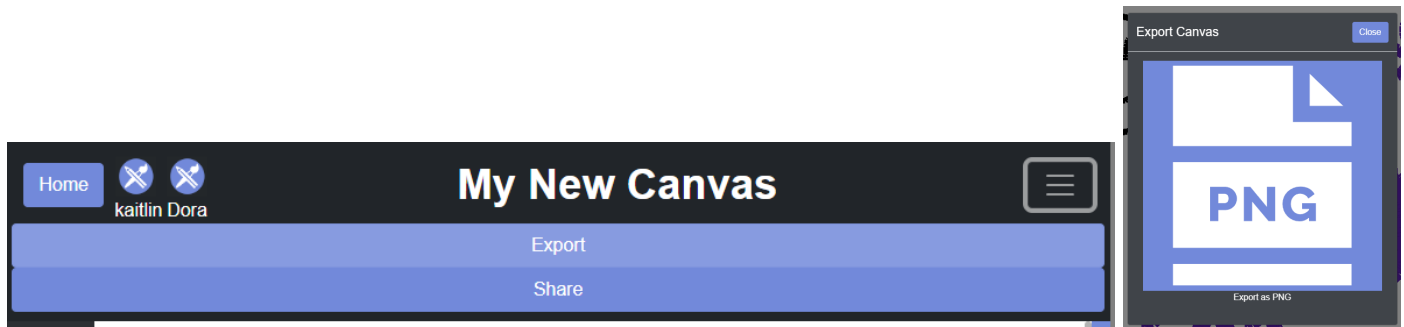 Home
kaitlin Dora
My New Canvas
Export
Share
Export Canvas
Close
PNG
Export as PNG